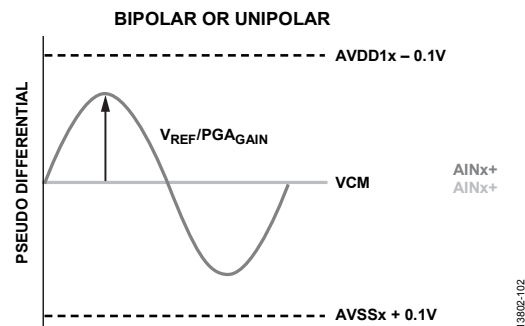 BIPOLAR OR UNIPOLAR
AVDD1x – 0.1V
PSEUDO DIFFERENTIAL
VREF/PGAGAIN
VCM
AINx+
AINx+
AVSSx + 0.1V
13802-102